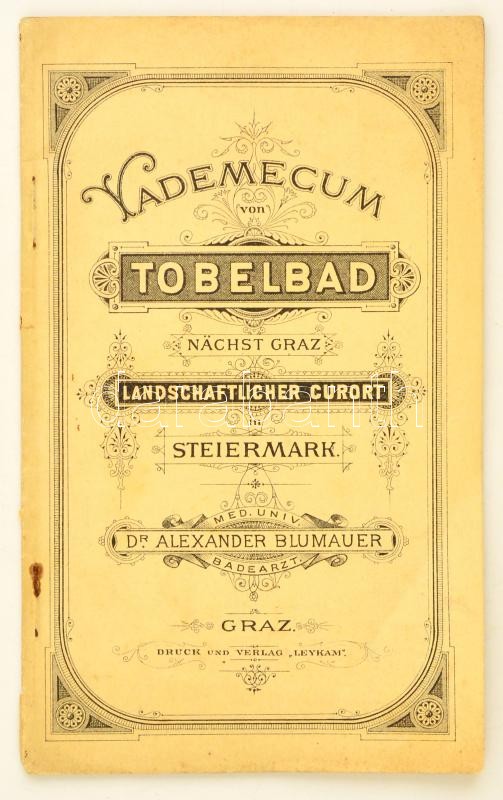 VADEMECUM
von
TOBELBAD
NÄCHST GRAZ
LANDSCHAFTLICHER CURORT
in
STEIERMARK.
MED. UNIV
DR ALEXANDER BLUMAUER
BADEARZT.
GRAZ.
DRUCK UND VERLAG „LEYKAM".